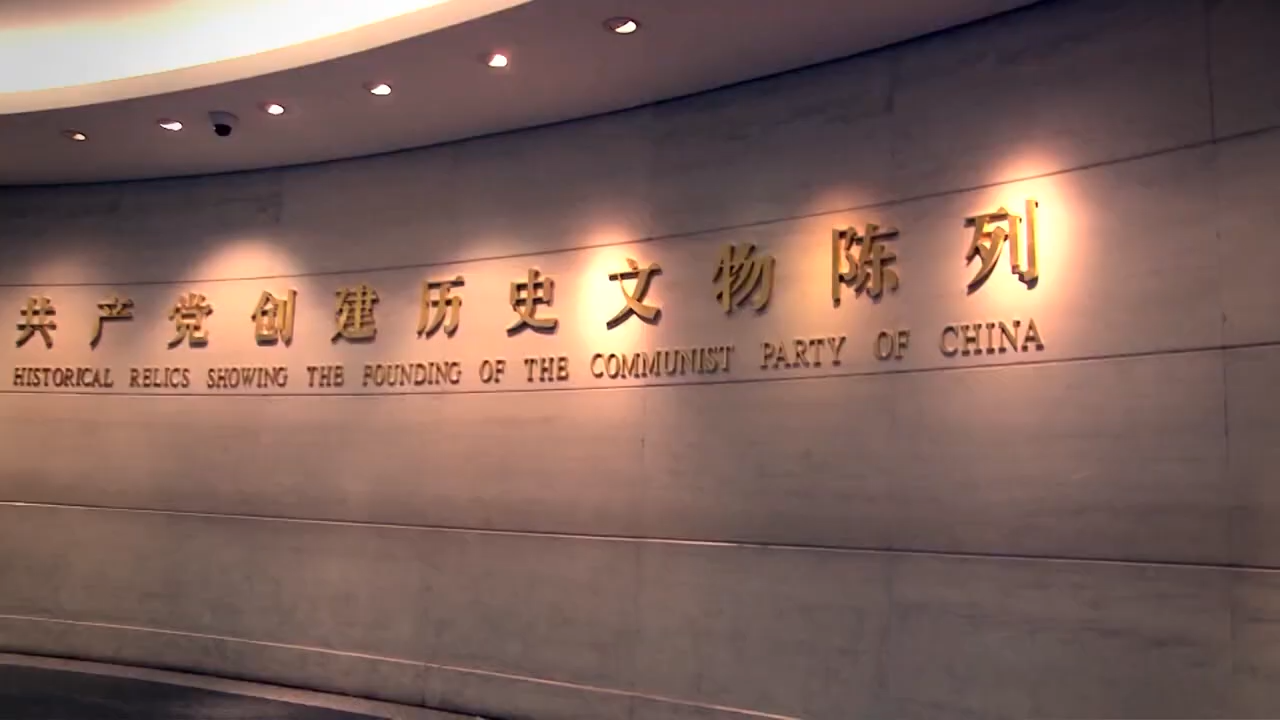 共产党创建历史文物陈列
HISTORICAL RELICS SHOWING THE FOUNDING OF THE COMMUNIST PARTY OF CHINA